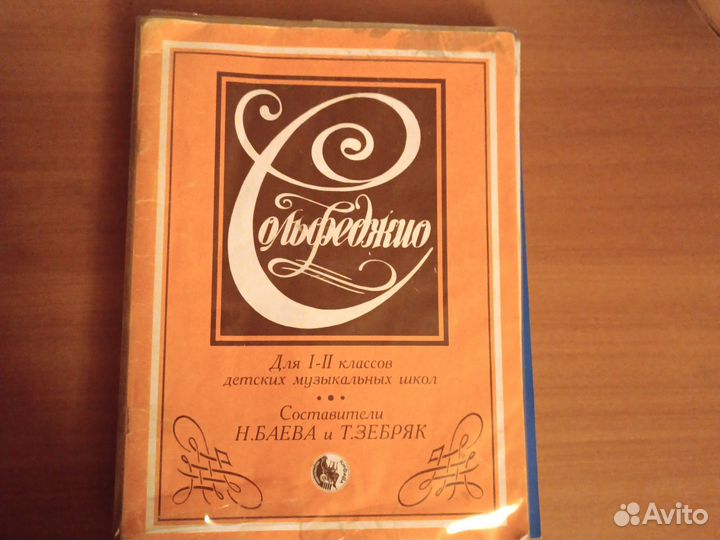 Сольфеджио
Для I-II классов
детских музыкальных школ
Составители
Н.БАЕВА и Т.ЗЕБРЯК
Avito